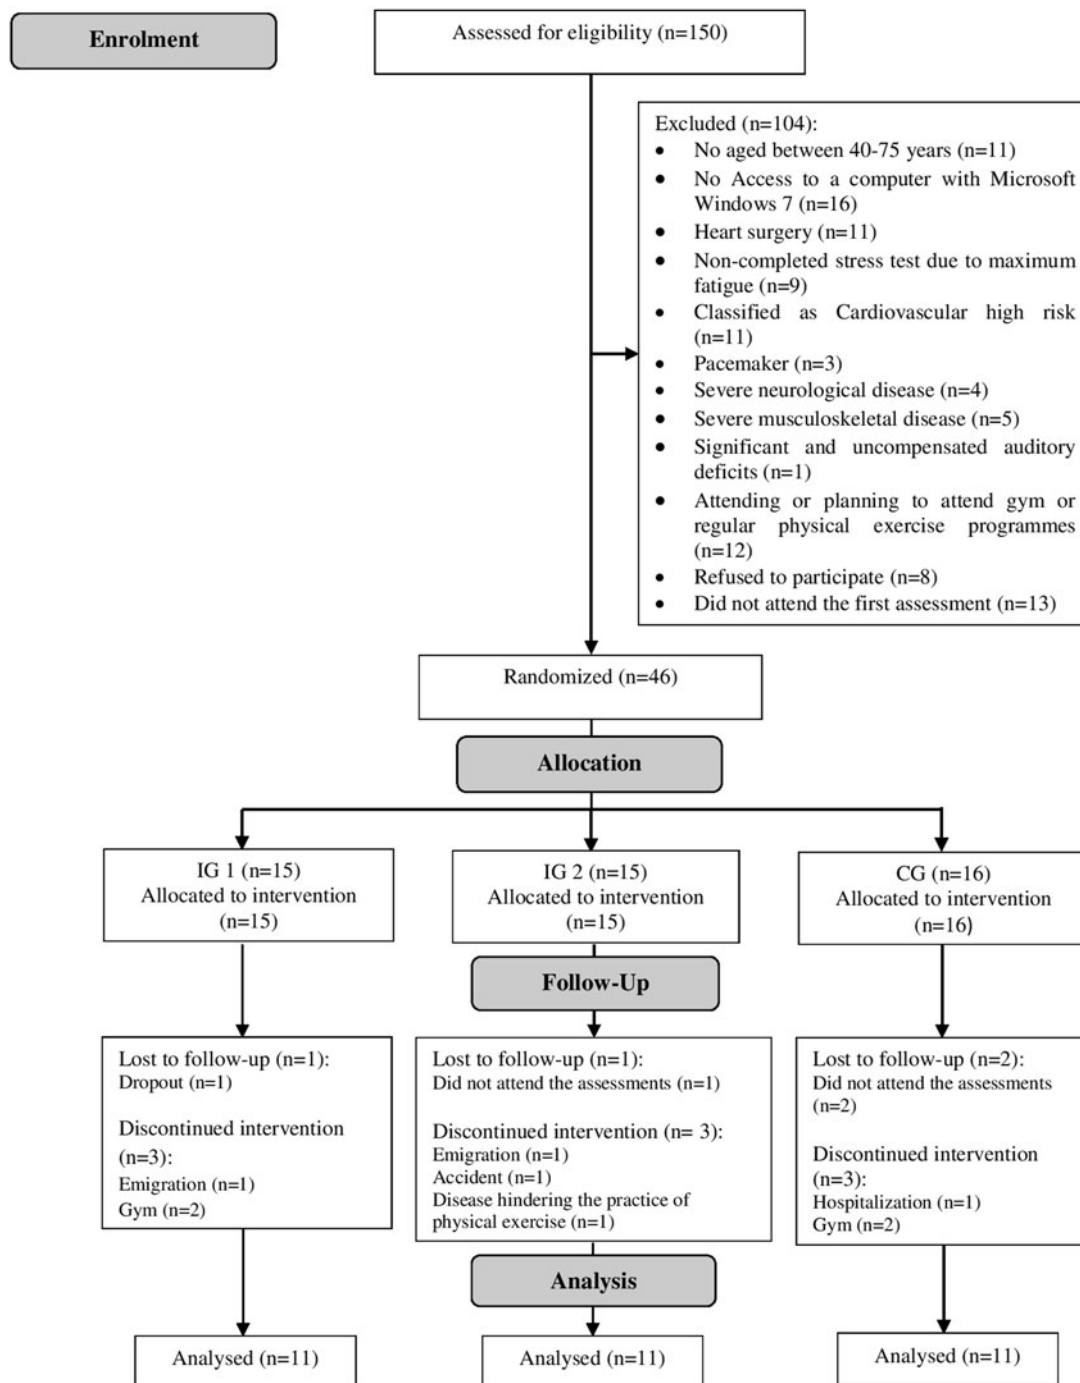 Enrolment
Assessed for eligibility (n=150)
Excluded (n=104):
• No aged between 40-75 years (n=11)
• No Access to a computer with Microsoft
Windows 7 (n=16)
• Heart surgery (n=11)
• Non-completed stress test due to maximum
fatigue (n=9)
• Classified as Cardiovascular high risk
(n=11)
• Pacemaker (n=3)
• Severe neurological disease (n=4)
• Severe musculoskeletal disease (n=5)
• Significant and uncompensated auditory
deficits (n=1)
• Attending or planning to attend gym or
regular physical exercise programmes
(n=12)
• Refused to participate (n=8)
• Did not attend the first assessment (n=13)
Randomized (n=46)
Allocation
IG 1 (n=15)
Allocated to intervention
(n=15)
IG 2 (n=15)
Allocated to intervention
(n=15)
CG (n=16)
Allocated to intervention
(n=16)
Follow-Up
Lost to follow-up (n=1):
Dropout (n=1)
Discontinued intervention
(n=3):
Emigration (n=1)
Gym (n=2)
Lost to follow-up (n=1):
Did not attend the assessments (n=1)
Discontinued intervention (n= 3):
Emigration (n=1)
Accident (n=1)
Disease hindering the practice of
physical exercise (n=1)
Lost to follow-up (n=2):
Did not attend the assessments
(n=2)
Discontinued intervention
(n=3):
Hospitalization (n=1)
Gym (n=2)
Analysis
Analysed (n=11)
Analysed (n=11)
Analysed (n=11)